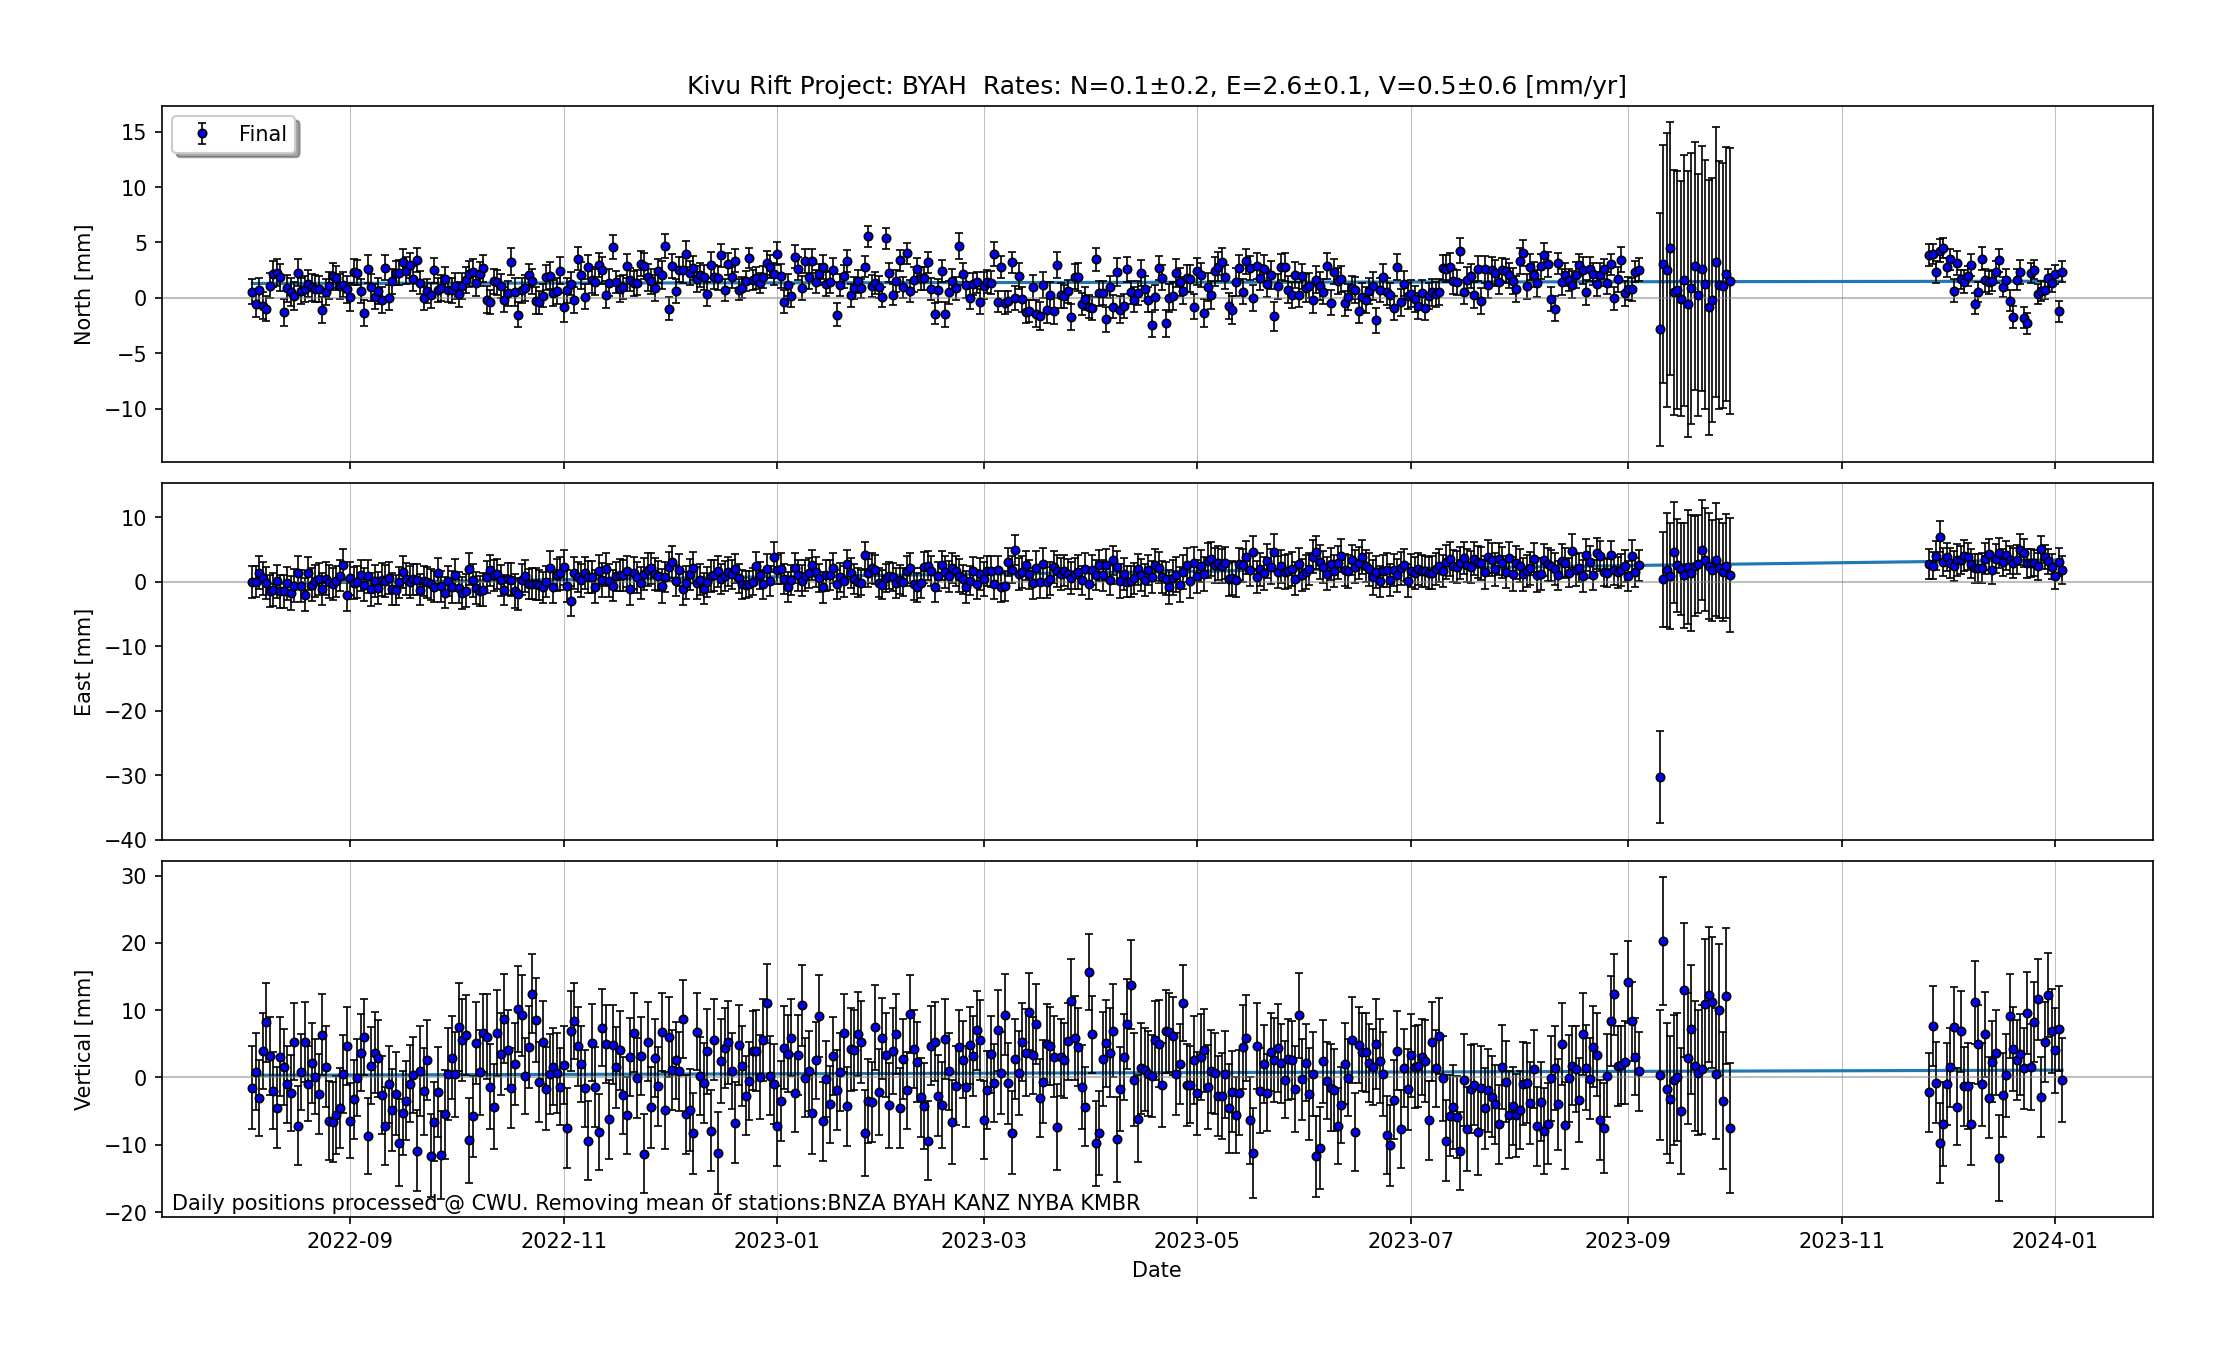 Kivu Rift Project: BYAH  Rates: N=0.1±0.2, E=2.6±0.1, V=0.5±0.6 [mm/yr]
Final
15
10
5
0
−5
−10
North [mm]
10
0
−10
−20
−30
−40
East [mm]
30
20
10
0
−10
−20
Vertical [mm]
Daily positions processed @ CWU. Removing mean of stations:BNZA BYAH KANZ NYBA KMBR
2022-09 2022-11 2023-01 2023-03 2023-05 2023-07 2023-09 2023-11 2024-01
Date